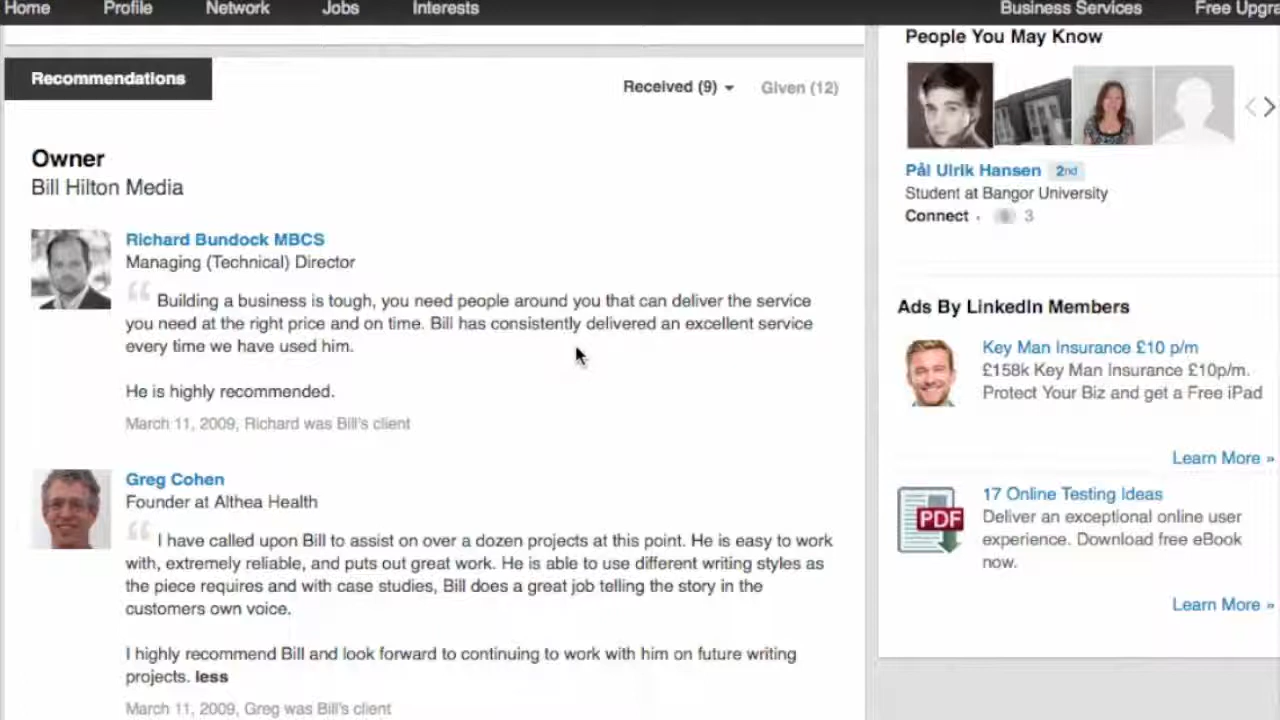 Home Profile Network Jobs Interests Business Services Free Upgra
Recommendations
Received (9) Given (12)
Owner
Bill Hilton Media
Richard Bundock MBCS
Managing (Technical) Director
“ Building a business is tough, you need people around you that can deliver the service
you need at the right price and on time. Bill has consistently delivered an excellent service
every time we have used him.
He is highly recommended.
March 11, 2009, Richard was Bill's client
Greg Cohen
Founder at Althea Health
“ I have called upon Bill to assist on over a dozen projects at this point. He is easy to work
with, extremely reliable, and puts out great work. He is able to use different writing styles as
the piece requires and with case studies, Bill does a great job telling the story in the
customers own voice.
I highly recommend Bill and look forward to continuing to work with him on future writing
projects. less
March 11, 2009, Greg was Bill's client
People You May Know
Pål Ulrik Hansen 2nd
Student at Bangor University
Connect · 3
Ads By LinkedIn Members
Key Man Insurance £10 p/m
£158k Key Man Insurance £10p/m.
Protect Your Biz and get a Free iPad
Learn More »
17 Online Testing Ideas
PDF
Deliver an exceptional online user
experience. Download free eBook
now.
Learn More »